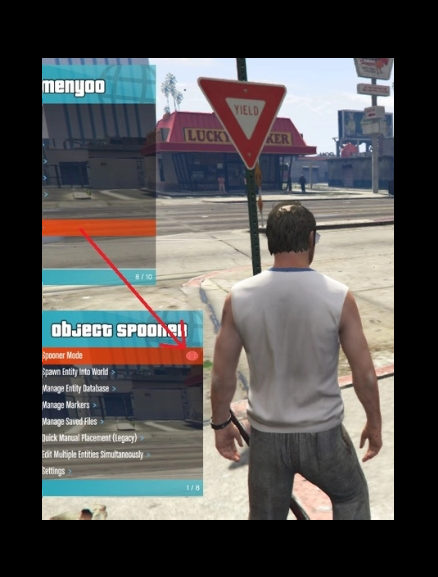 menyoo
YIELD
8 / 10
object spooner
Spooner Mode
Spawn Entity Into World >
Manage Entity Database >
Manage Markers >
Manage Saved Files >
Quick Manual Placement (Legacy) >
Edit Multiple Entities Simultaneously >
Settings >
1 / 8